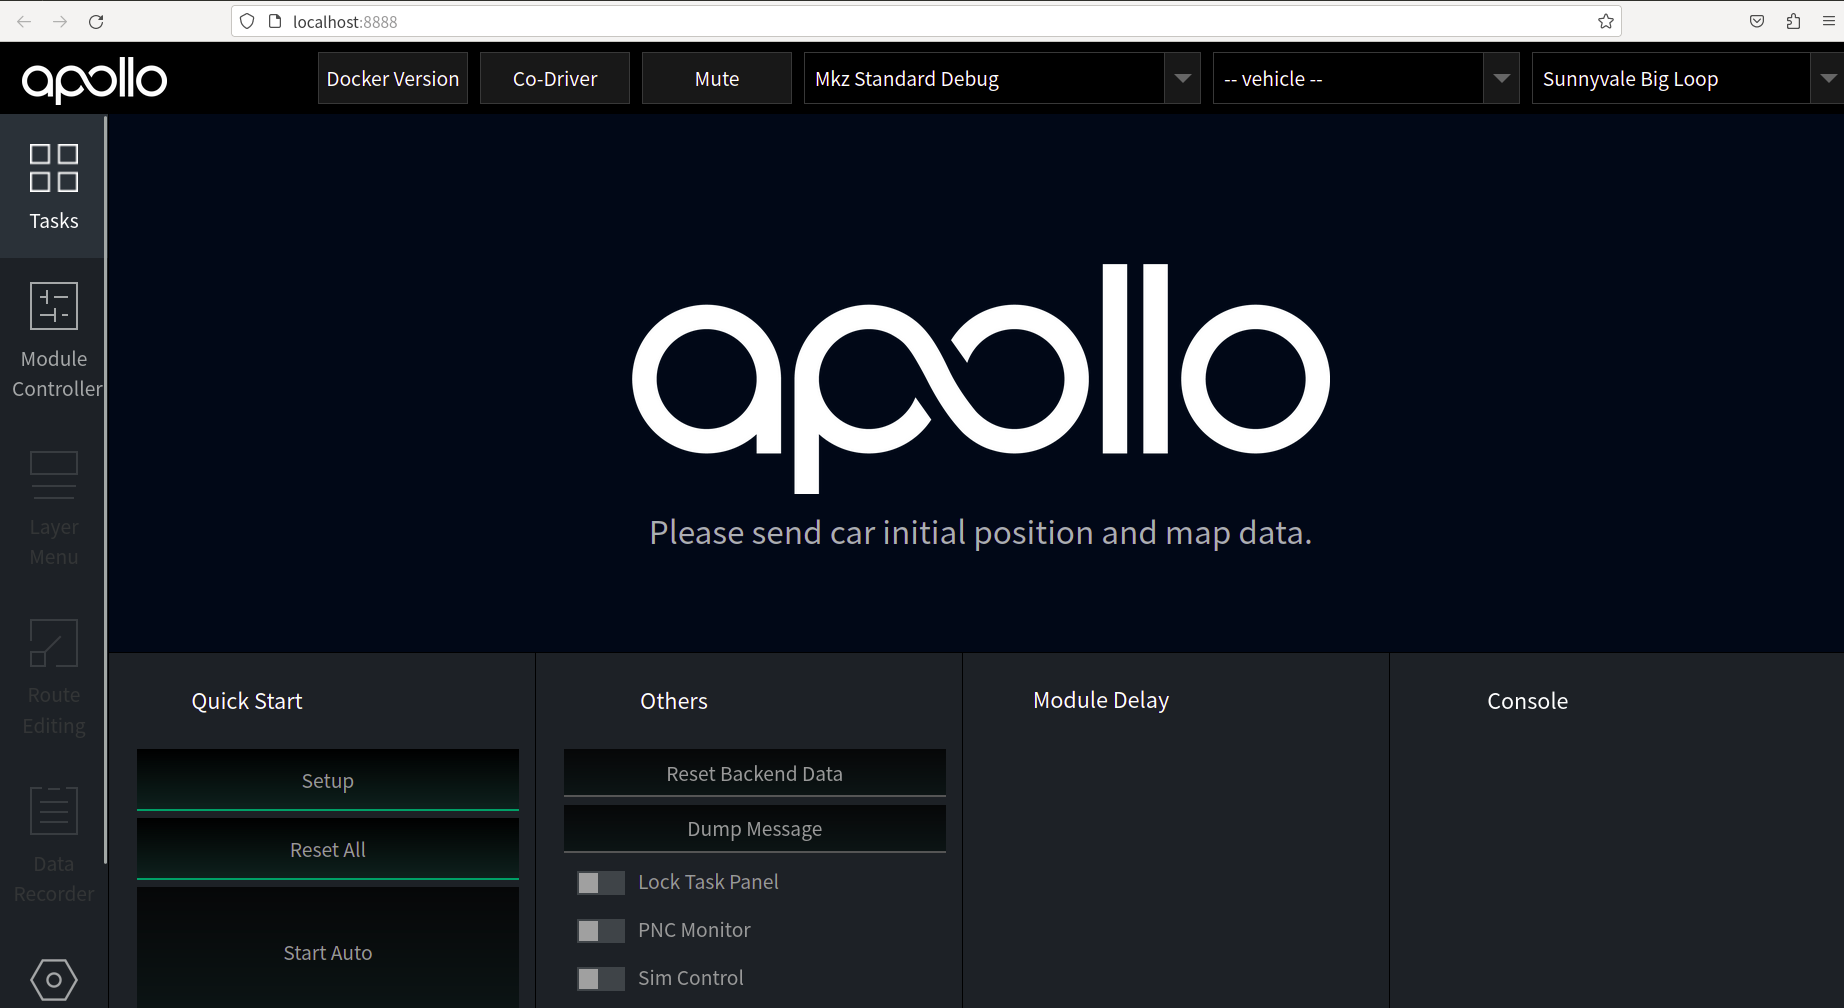 localhost:8888
apollo
Docker Version
Co-Driver
Mute
Mkz Standard Debug
-- vehicle --
Sunnyvale Big Loop
Tasks
Module
Controller
Layer
Menu
Route
Editing
Data
Recorder
apollo
Please send car initial position and map data.
Quick Start
Setup
Reset All
Start Auto
Others
Reset Backend Data
Dump Message
Lock Task Panel
PNC Monitor
Sim Control
Module Delay
Console